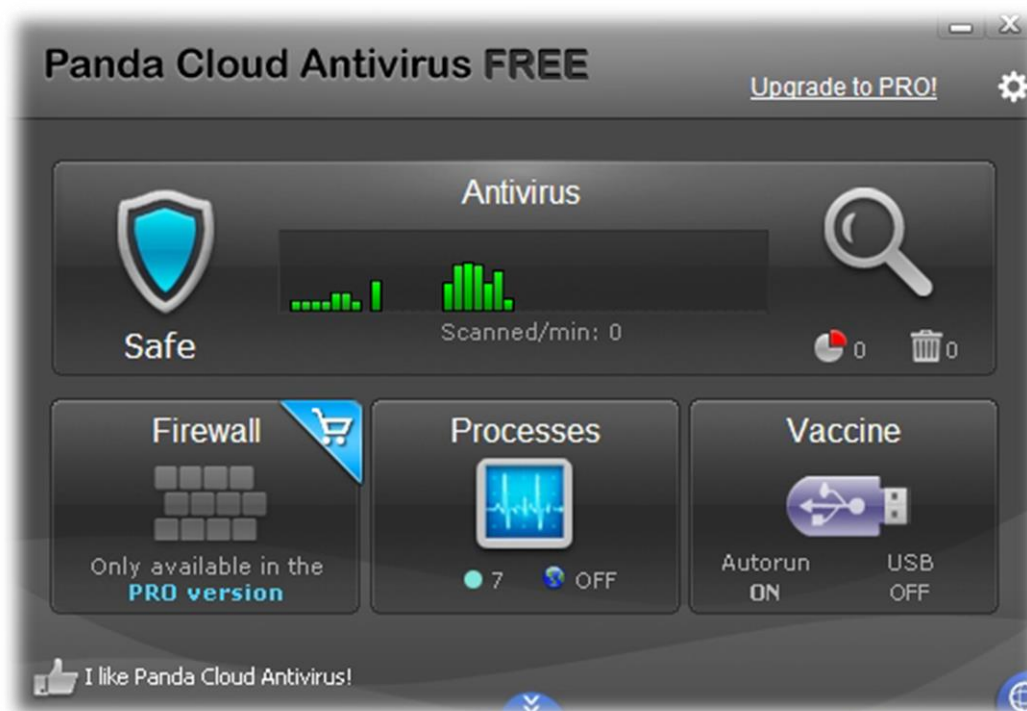 Panda Cloud Antivirus FREE
Upgrade to PRO!
Antivirus
Safe
Scanned/min: 0
0
0
Firewall
Only available in the
PRO version
Processes
7
OFF
Vaccine
Autorun
ON
USB
OFF
I like Panda Cloud Antivirus!